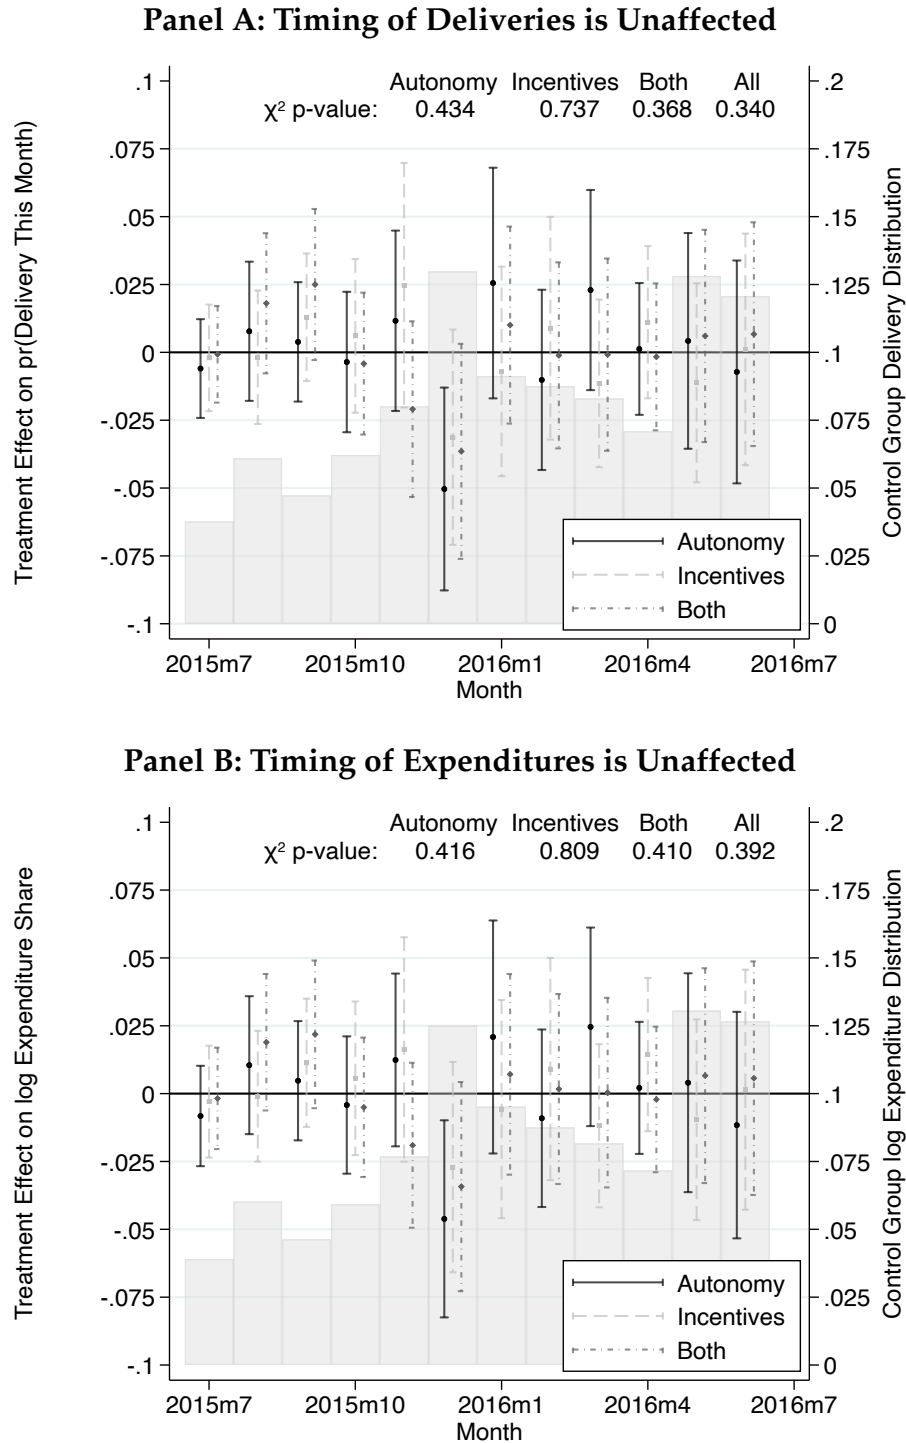 Panel A: Timing of Deliveries is Unaffected
Autonomy Incentives Both All
χ² p-value: 0.434 0.737 0.368 0.340
Treatment Effect on pr(Delivery This Month)
.1
.075
.05
.025
0
-.025
-.05
-.075
-.1
.2
.175
.15
.125
.1
.075
.05
.025
0
Control Group Delivery Distribution
Autonomy
Incentives
Both
2015m7 2015m10 2016m1 2016m4 2016m7
Month
Panel B: Timing of Expenditures is Unaffected
Autonomy Incentives Both All
χ² p-value: 0.416 0.809 0.410 0.392
Treatment Effect on log Expenditure Share
.1
.075
.05
.025
0
-.025
-.05
-.075
-.1
.2
.175
.15
.125
.1
.075
.05
.025
0
Control Group log Expenditure Distribution
Autonomy
Incentives
Both
2015m7 2015m10 2016m1 2016m4 2016m7
Month